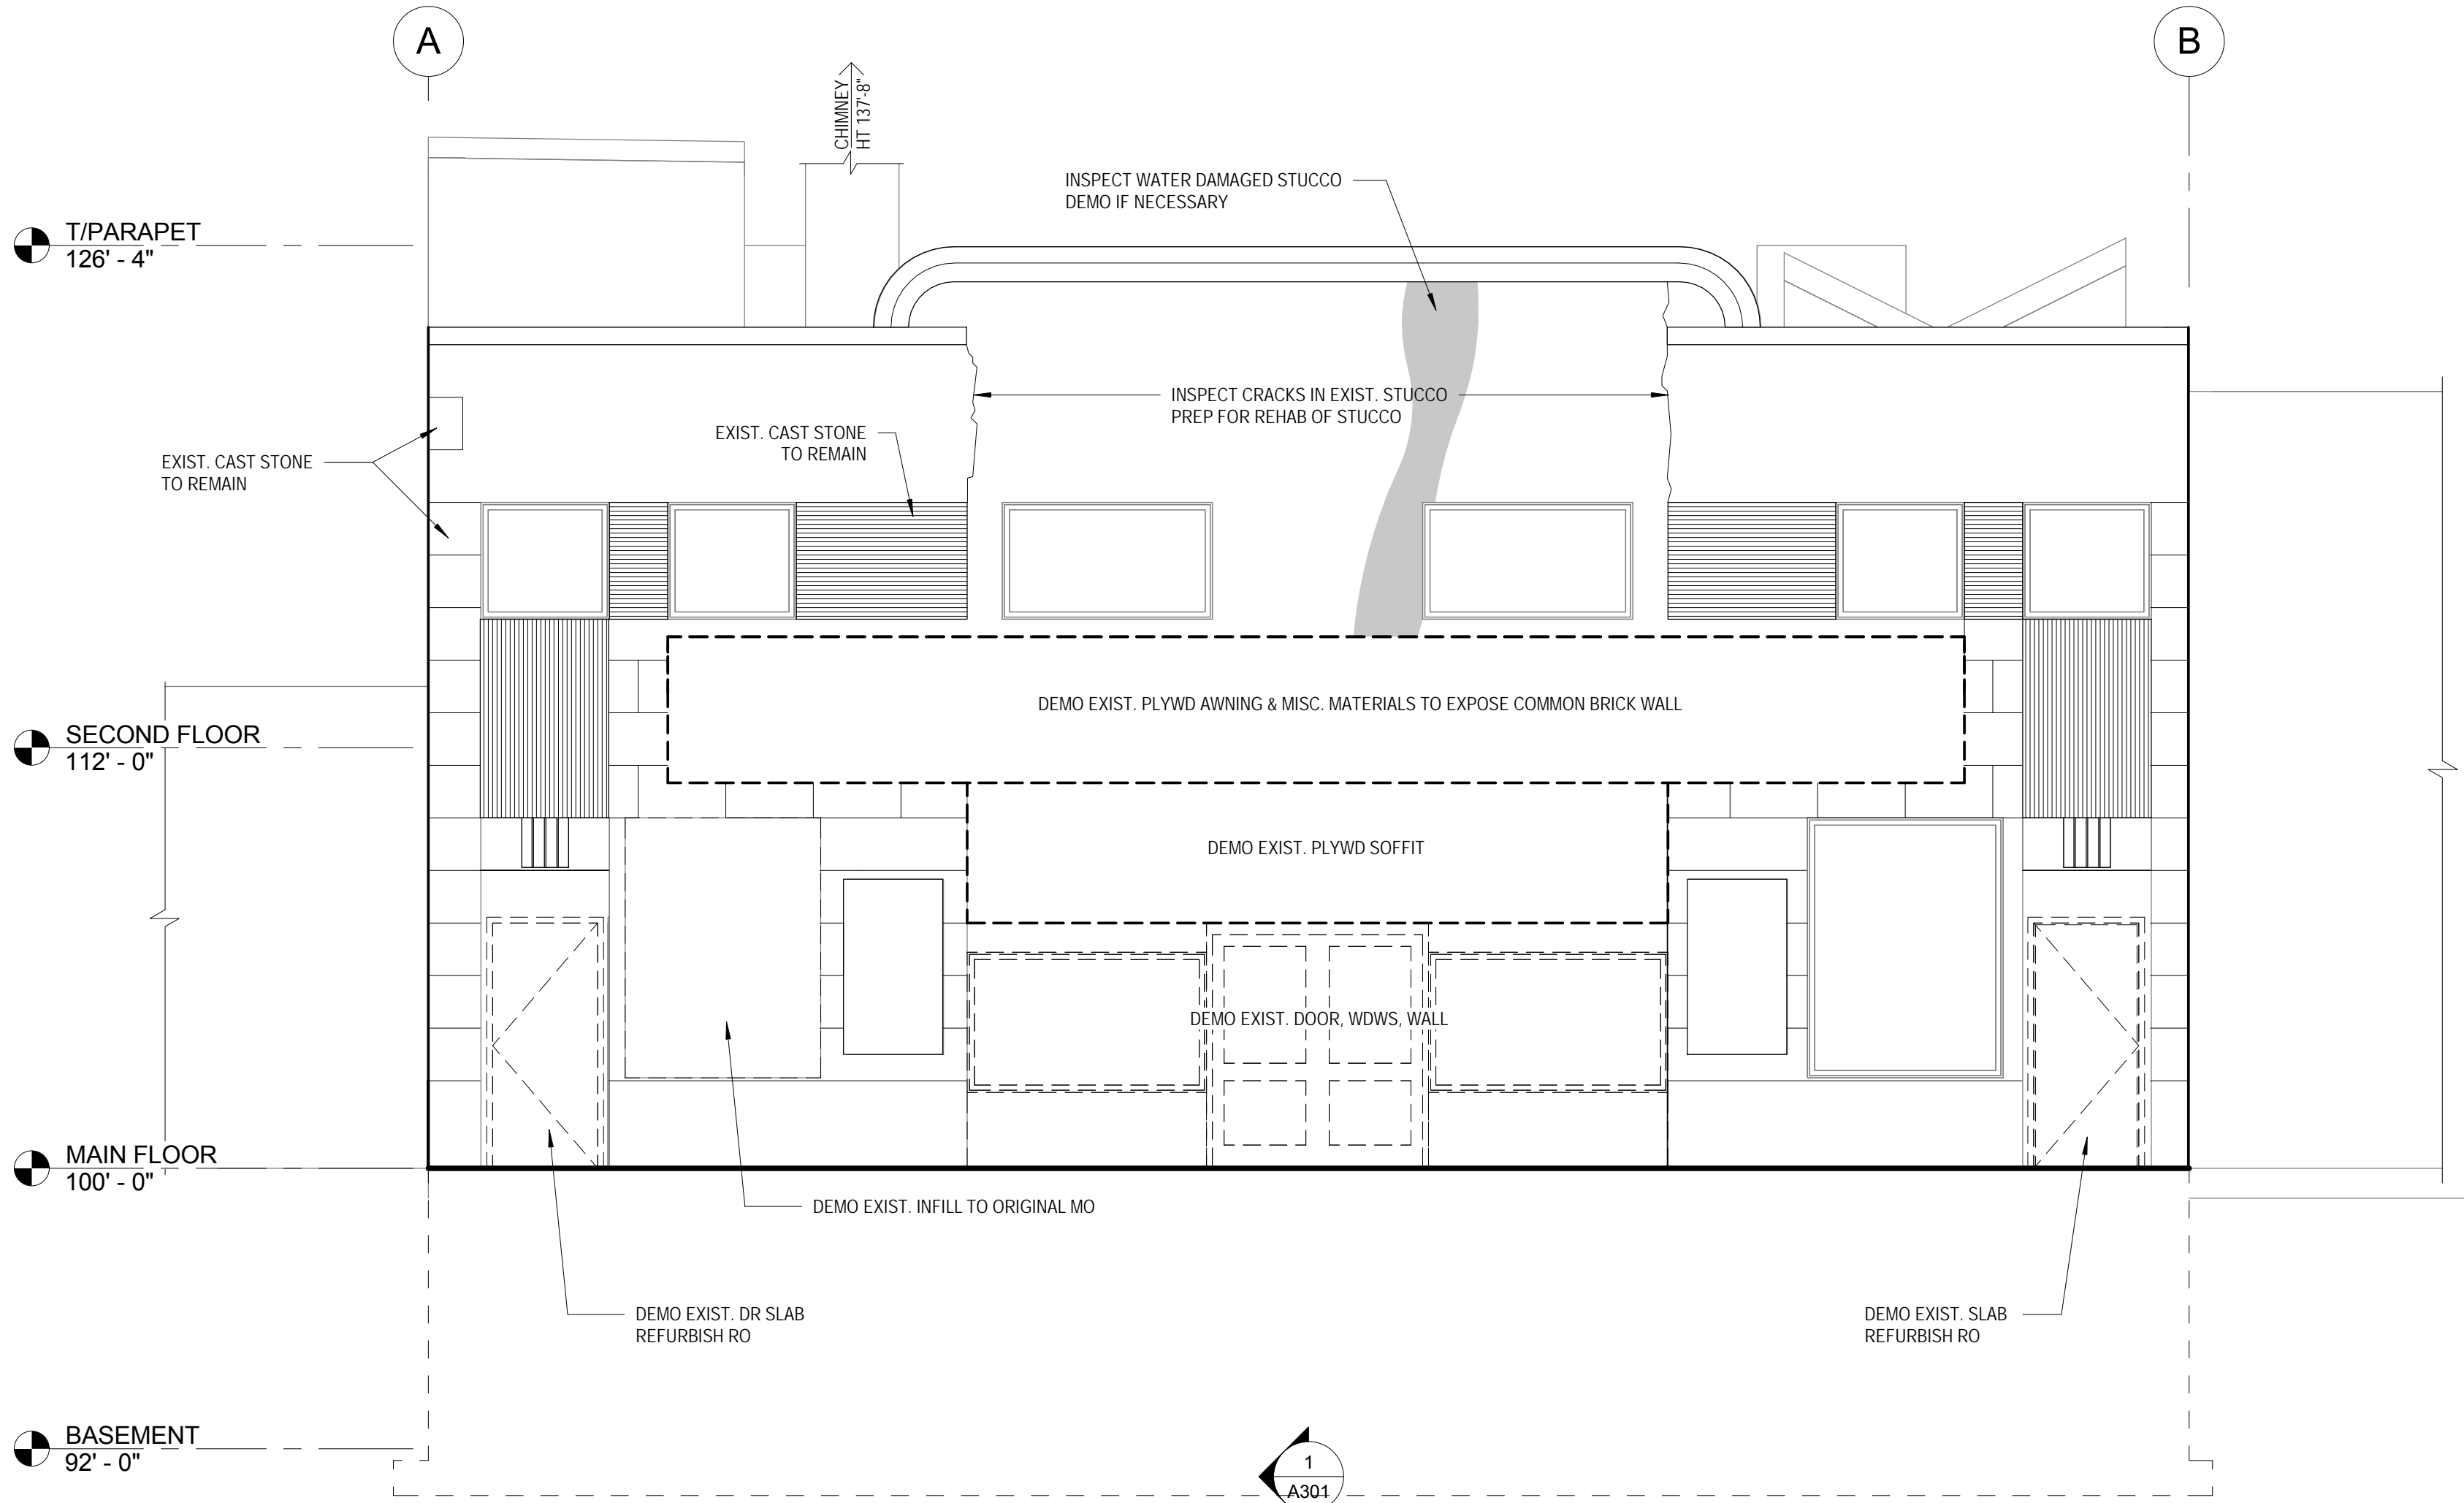 A
B
CHIMNEY
HT 137'-8"
INSPECT WATER DAMAGED STUCCO
DEMO IF NECESSARY
T/PARAPET
126' - 4"
INSPECT CRACKS IN EXIST. STUCCO
PREP FOR REHAB OF STUCCO
EXIST. CAST STONE
TO REMAIN
EXIST. CAST STONE
TO REMAIN
DEMO EXIST. PLYWD AWNING & MISC. MATERIALS TO EXPOSE COMMON BRICK WALL
SECOND FLOOR
112' - 0"
DEMO EXIST. PLYWD SOFFIT
DEMO EXIST. DOOR, WDWS, WALL
MAIN FLOOR
100' - 0"
DEMO EXIST. INFILL TO ORIGINAL MO
DEMO EXIST. DR SLAB
REFURBISH RO
DEMO EXIST. SLAB
REFURBISH RO
BASEMENT
92' - 0"
1
A301